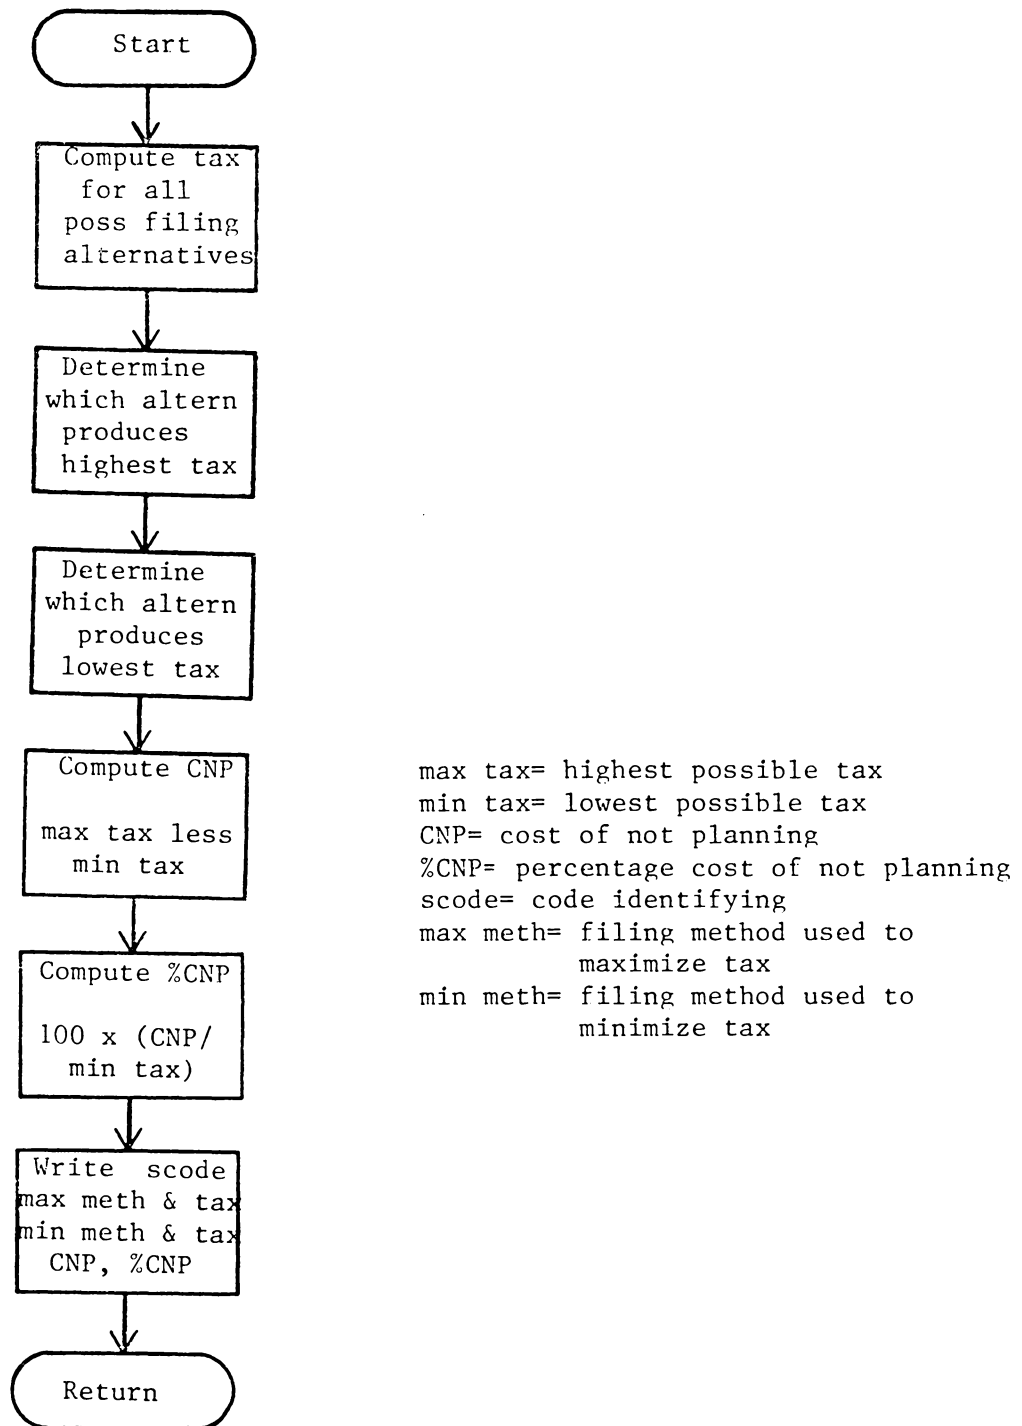 Start
Compute tax
for all
poss filing
alternatives
Determine
which altern
produces
highest tax
Determine
which altern
produces
lowest tax
Compute CNP
max tax less
min tax
Compute %CNP
100 x (CNP/
min tax)
Write scode
max meth & tax
min meth & tax
CNP, %CNP
Return
max tax= highest possible tax
min tax= lowest possible tax
CNP= cost of not planning
%CNP= percentage cost of not planning
scode= code identifying
max meth= filing method used to
maximize tax
min meth= filing method used to
minimize tax